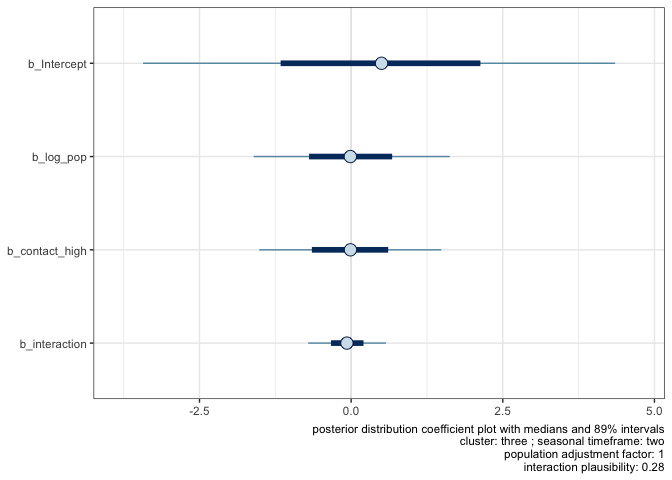 b_Intercept
b_log_pop
b_contact_high
b_interaction
-2.5 0.0 2.5 5.0
posterior distribution coefficient plot with medians and 89% intervals
cluster: three ; seasonal timeframe: two
population adjustment factor: 1
interaction plausibility: 0.28